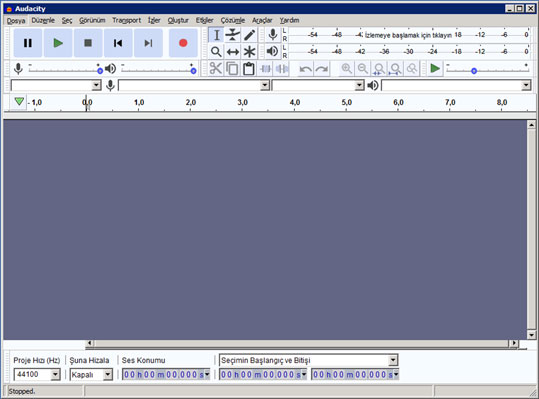 Audacity
Dosya Düzenle Seç Görünüm Transport İzler Oluştur Etkiler Çözümle Araçlar Yardım
L
R
-54 -48 -4 İzlemeye başlamak için tıklayın 18 -12 -6 0
L
R
-54 -48 -42 -36 -30 -24 -18 -12 -6 0
- + - +
- +
- 1,0 0,0 1,0 2,0 3,0 4,0 5,0 6,0 7,0 8,0
Proje Hızı (Hz) Şuna Hizala Ses Konumu Seçimin Başlangıç ve Bitişi
44100 Kapalı 00 h 00 m 00,000 s 00 h 00 m 00,000 s 00 h 00 m 00,000 s
Stopped.